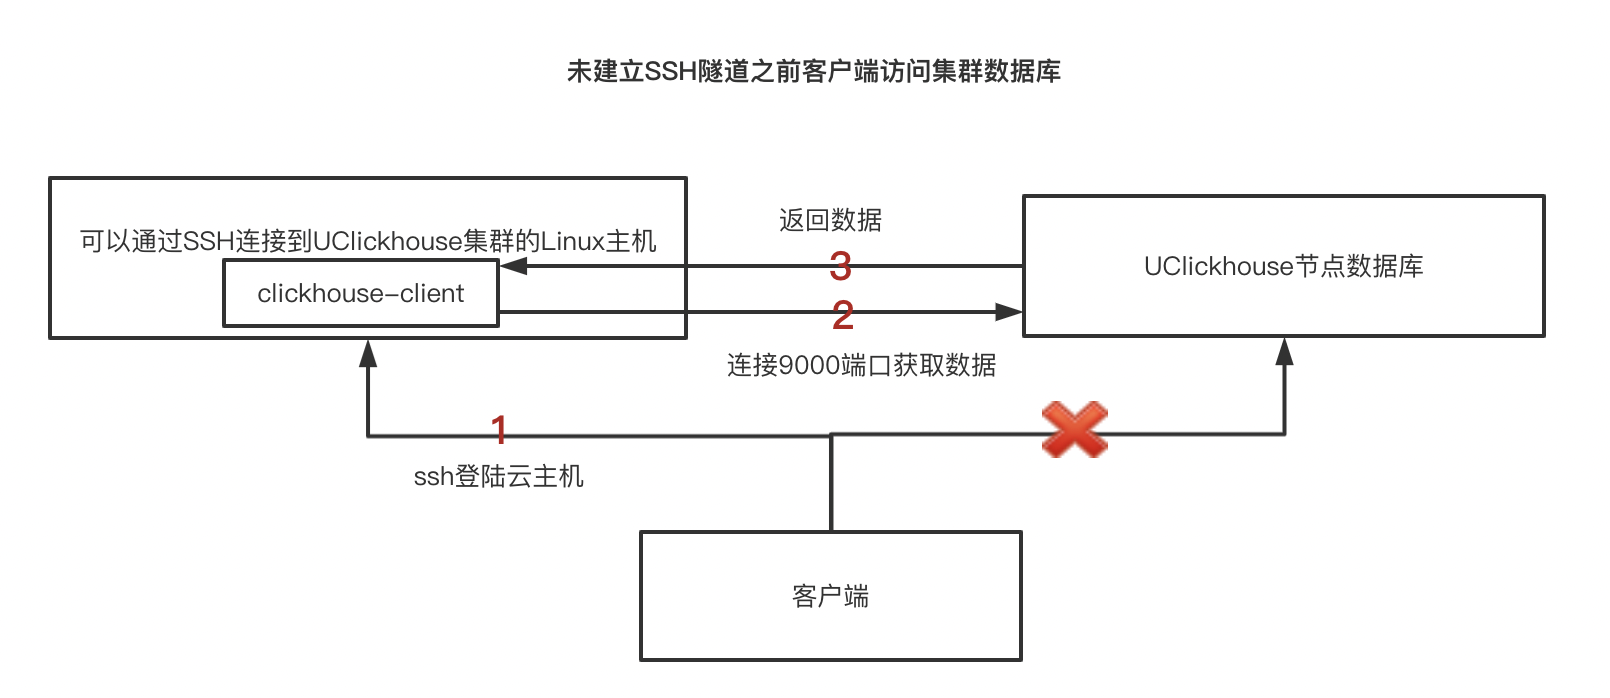 未建立SSH隧道之前客户端访问集群数据库
可以通过SSH连接到UClickhouse集群的Linux主机
clickhouse-client
返回数据
3
2
连接9000端口获取数据
UClickhouse节点数据库
1
ssh登陆云主机
客户端